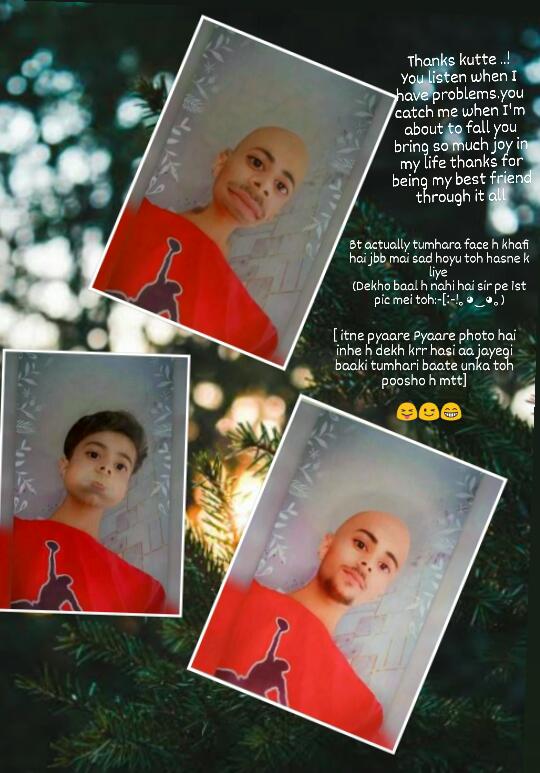 Thanks kutte ..!
You listen when I
have problems.you
catch me when I'm
about to fall you
bring so much joy in
my life thanks for
being my best friend
through it all
Bt actually tumhara face h khafi
hai jbb mai sad hoyu toh hasne k
liye
(Dekho baal h nahi hai sir pe Ist
pic mei toh:-[:-!｡◕‿◕｡)
[ itne pyaare Pyaare photo hai
inhe h dekh krr hasi aa jayegi
baaki tumhari baate unka toh
poosho h mtt]
😝😉😁